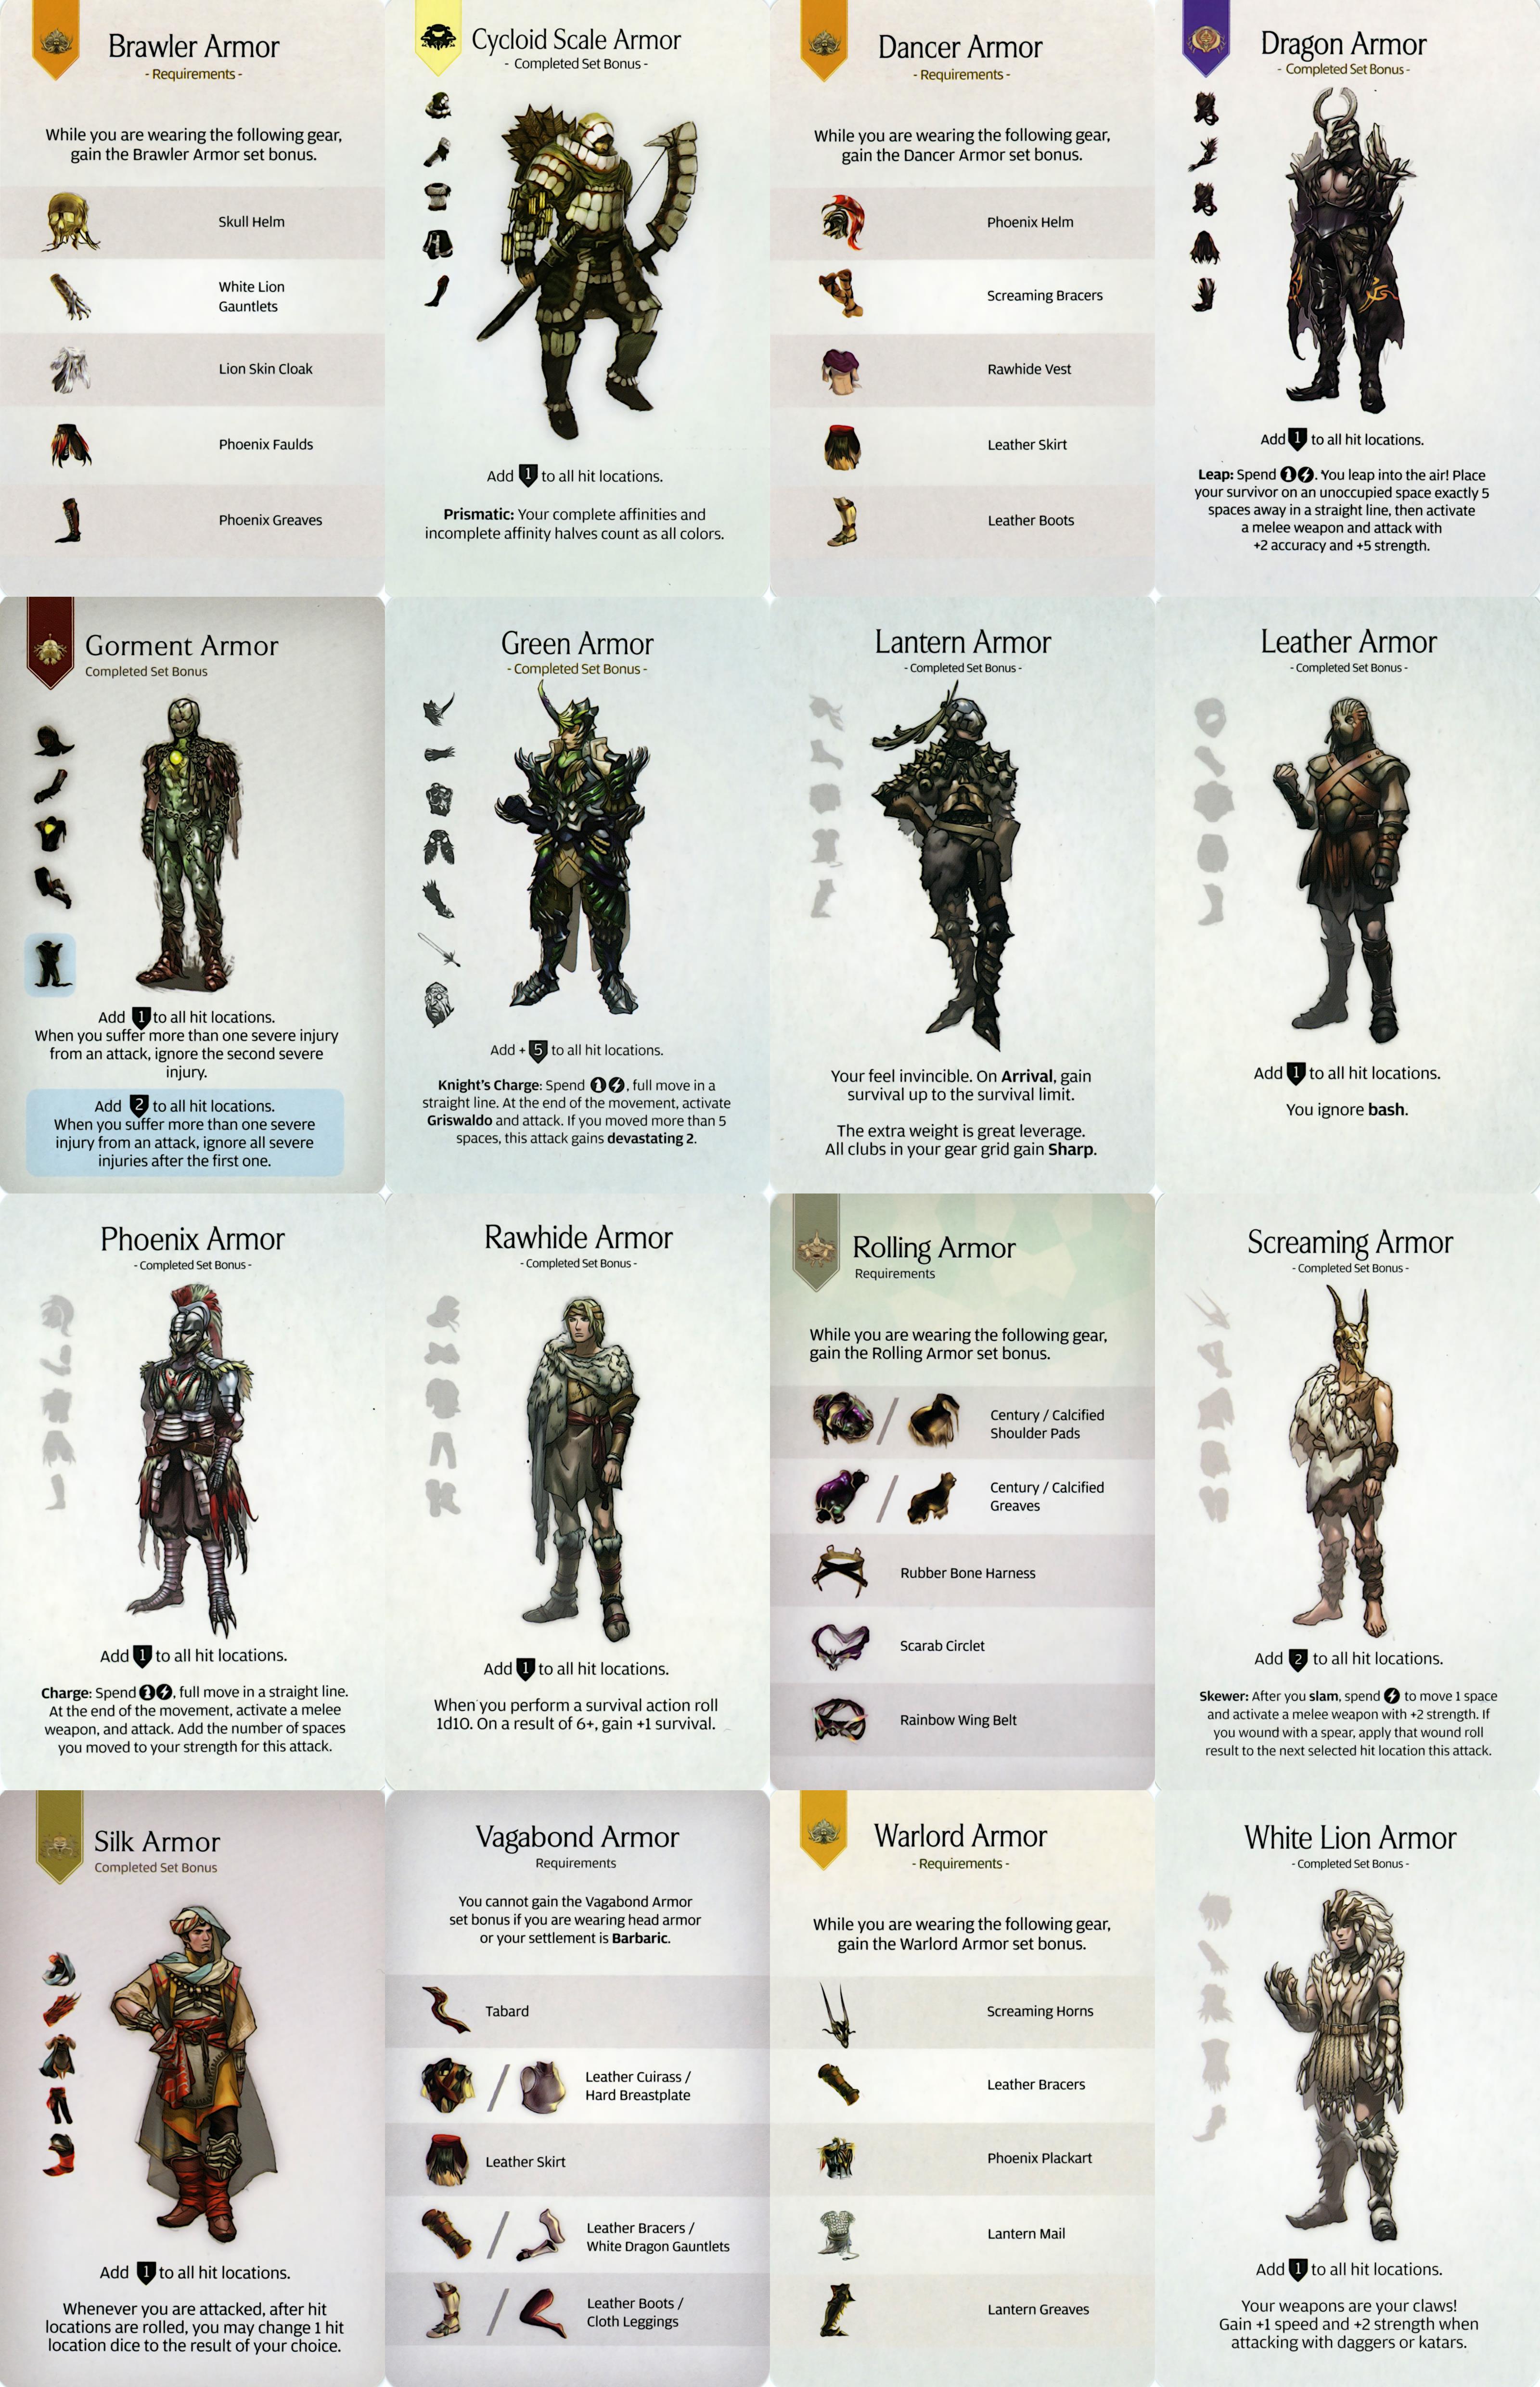 Brawler Armor
- Requirements -
While you are wearing the following gear,
gain the Brawler Armor set bonus.
Skull Helm
White Lion
Gauntlets
Lion Skin Cloak
Phoenix Faulds
Phoenix Greaves
Cycloid Scale Armor
- Completed Set Bonus -
Add 1 to all hit locations.
Prismatic: Your complete affinities and
incomplete affinity halves count as all colors.
Dancer Armor
- Requirements -
While you are wearing the following gear,
gain the Dancer Armor set bonus.
Phoenix Helm
Screaming Bracers
Rawhide Vest
Leather Skirt
Leather Boots
Dragon Armor
- Completed Set Bonus -
Add 1 to all hit locations.
Leap: Spend . You leap into the air! Place
your survivor on an unoccupied space exactly 5
spaces away in a straight line, then activate
a melee weapon and attack with
+2 accuracy and +5 strength.
Gorment Armor
Completed Set Bonus
Add 1 to all hit locations.
When you suffer more than one severe injury
from an attack, ignore the second severe
injury.
Add 2 to all hit locations.
When you suffer more than one severe
injury from an attack, ignore all severe
injuries after the first one.
Green Armor
- Completed Set Bonus -
Add + 5 to all hit locations.
Knight's Charge: Spend , full move in a
straight line. At the end of the movement, activate
Griswaldo and attack. If you moved more than 5
spaces, this attack gains devastating 2.
Lantern Armor
- Completed Set Bonus -
Your feel invincible. On Arrival, gain
survival up to the survival limit.
The extra weight is great leverage.
All clubs in your gear grid gain Sharp.
Leather Armor
- Completed Set Bonus -
Add 1 to all hit locations.
You ignore bash.
Phoenix Armor
- Completed Set Bonus -
Add 1 to all hit locations.
Charge: Spend , full move in a straight line.
At the end of the movement, activate a melee
weapon, and attack. Add the number of spaces
you moved to your strength for this attack.
Rawhide Armor
- Completed Set Bonus -
Add 1 to all hit locations.
When you perform a survival action roll
1d10. On a result of 6+, gain +1 survival.
Rolling Armor
Requirements
While you are wearing the following gear,
gain the Rolling Armor set bonus.
Century / Calcified
Shoulder Pads
Century / Calcified
Greaves
Rubber Bone Harness
Scarab Circlet
Rainbow Wing Belt
Screaming Armor
- Completed Set Bonus -
Add 2 to all hit locations.
Skewer: After you slam, spend to move 1 space
and activate a melee weapon with +2 strength. If
you wound with a spear, apply that wound roll
result to the next selected hit location this attack.
Silk Armor
Completed Set Bonus
Add 1 to all hit locations.
Whenever you are attacked, after hit
locations are rolled, you may change 1 hit
location dice to the result of your choice.
Vagabond Armor
Requirements
You cannot gain the Vagabond Armor
set bonus if you are wearing head armor
or your settlement is Barbaric.
Tabard
Leather Cuirass /
Hard Breastplate
Leather Skirt
Leather Bracers /
White Dragon Gauntlets
Leather Boots /
Cloth Leggings
Warlord Armor
- Requirements -
While you are wearing the following gear,
gain the Warlord Armor set bonus.
Screaming Horns
Leather Bracers
Phoenix Plackart
Lantern Mail
Lantern Greaves
White Lion Armor
- Completed Set Bonus -
Add 1 to all hit locations.
Your weapons are your claws!
Gain +1 speed and +2 strength when
attacking with daggers or katars.